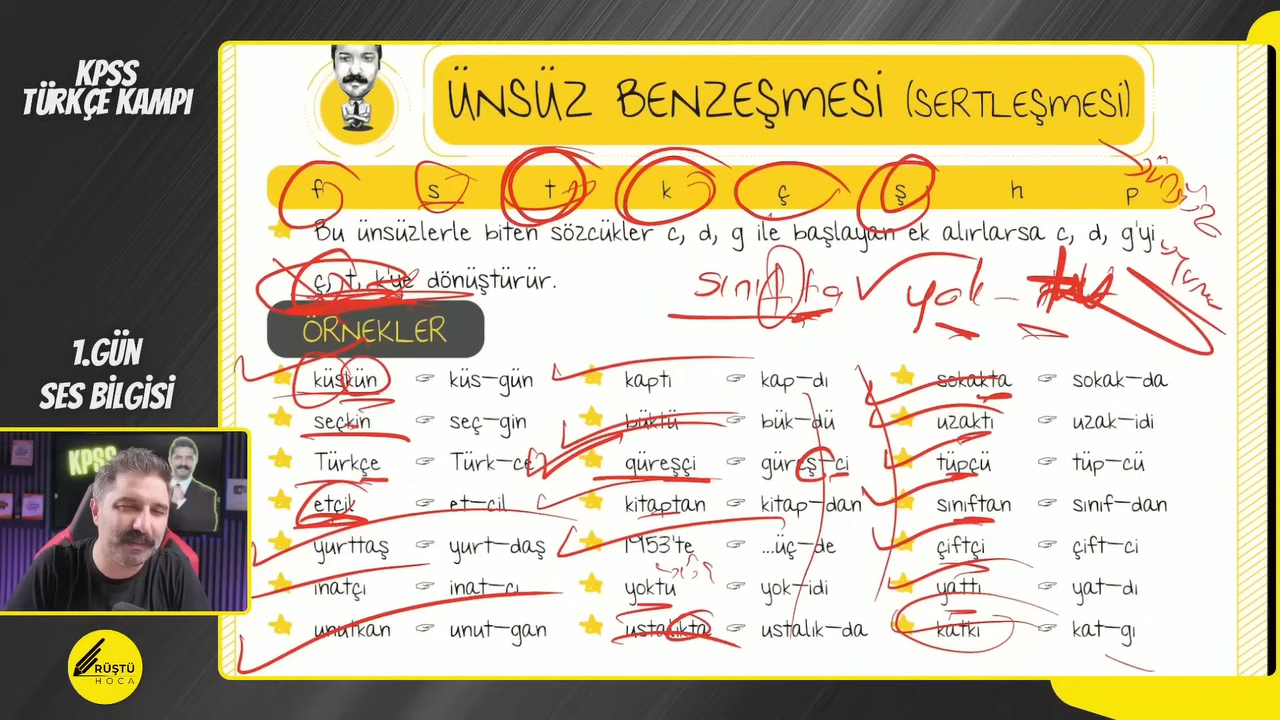 KPSS
TÜRKÇE KAMPI
1.GÜN
SES BİLGİSİ
KPSS
RÜŞTÜ
HOCA
ÜNSÜZ BENZEŞMESİ (SERTLEŞMESİ)
f s t k ç ş h p
Bu ünsüzlerle biten sözcükler c, d, g ile başlayan ek alırlarsa c, d, g'yi
ç, t, k'ye dönüştürür.
sınıfta yok -
ÖRNEKLER
küskün ☞ küs-gün
seçkin ☞ seç-gin
Türkçe ☞ Türk-ce
etçik ☞ et-cil
yurttaş ☞ yurt-daş
inatçı ☞ inat-cı
unutkan ☞ unut-gan
kaptı ☞ kap-dı
büktü ☞ bük-dü
güreşçi ☞ güreş-ci
kitaptan ☞ kitap-dan
1953'te ☞ ...üç-de
yoktu ☞ yok-idi
ustalıkta ☞ ustalık-da
sokakta ☞ sokak-da
uzaktı ☞ uzak-idi
tüpçü ☞ tüp-cü
sınıftan ☞ sınıf-dan
çiftçi ☞ çift-ci
yattı ☞ yat-dı
katkı ☞ kat-gı